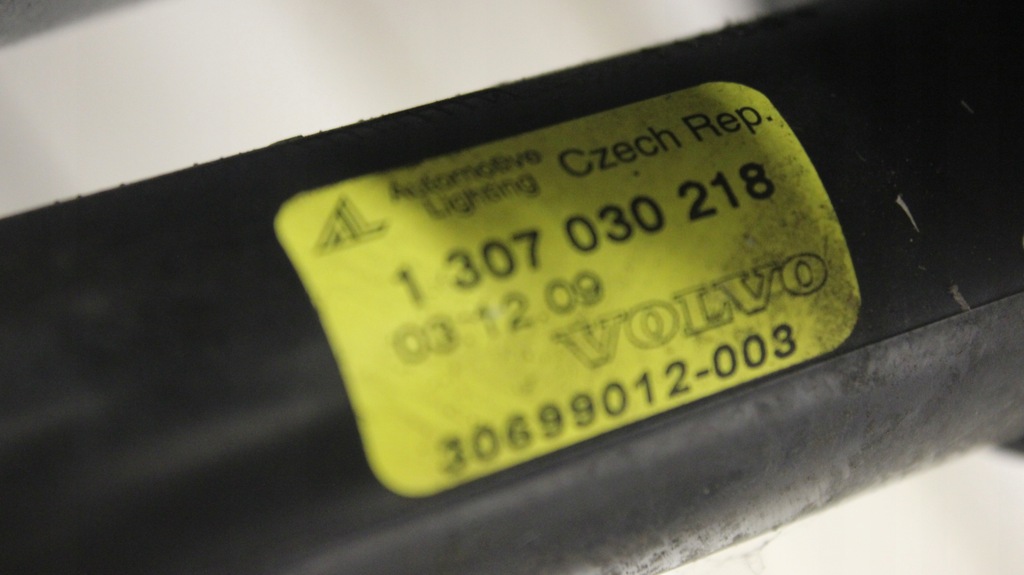 AL Automotive Lighting Czech Rep.
1 307 030 218
03 12 09
VOLVO
30699012-003